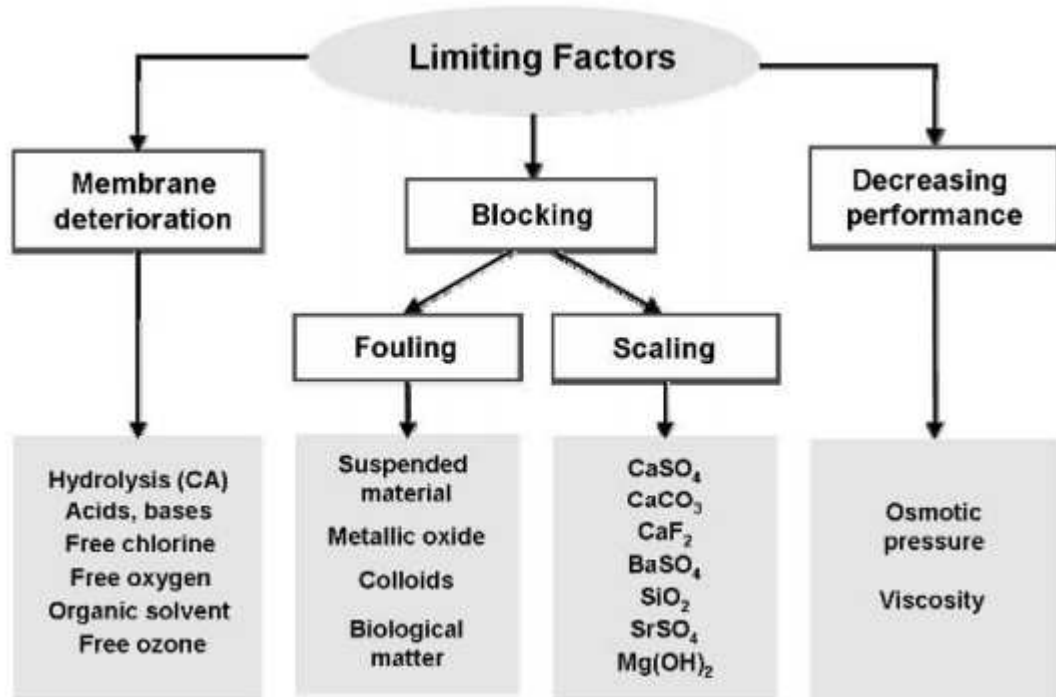 Limiting Factors
Membrane
deterioration
Blocking
Decreasing
performance
Fouling
Scaling
Hydrolysis (CA)
Acids, bases
Free chlorine
Free oxygen
Organic solvent
Free ozone
Suspended
material
Metallic oxide
Colloids
Biological
matter
CaSO₄
CaCO₃
CaF₂
BaSO₄
SiO₂
SrSO₄
Mg(OH)₂
Osmotic
pressure
Viscosity